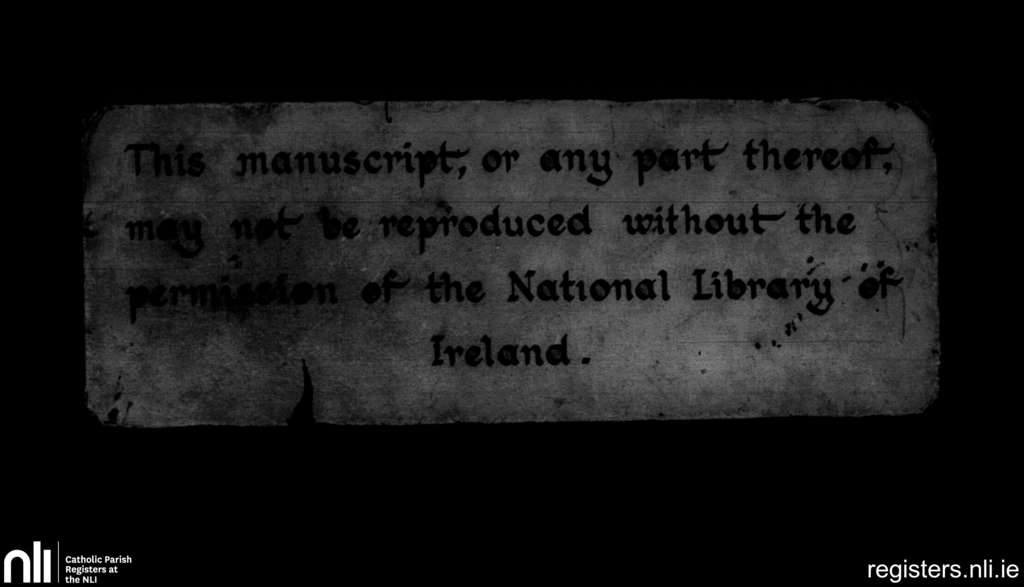 This manuscript, or any part thereof,
may not be reproduced without the
permission of the National Library of
Ireland.
nli
Catholic Parish
Registers at
the NLI
registers.nli.ie